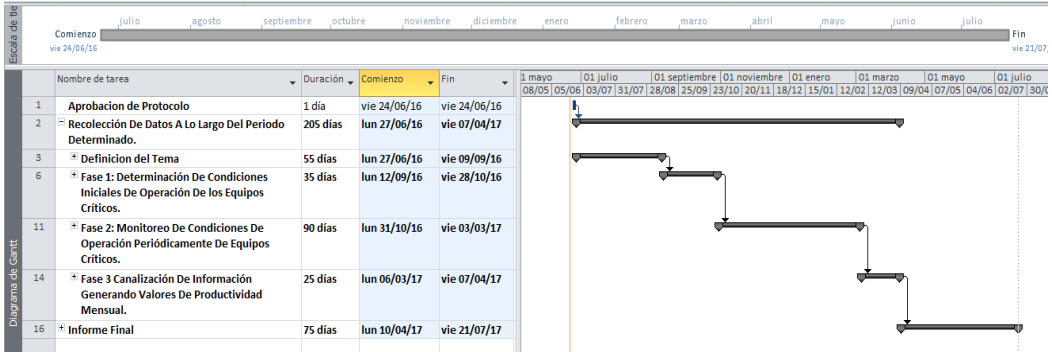 Escala de tie
julio agosto septiembre octubre noviembre diciembre enero febrero marzo abril mayo junio julio
Comienzo
vie 24/06/16
Fin
vie 21/07/
Diagrama de Gantt
Nombre de tarea Duración Comienzo Fin
1 mayo 01 julio 01 septiembre 01 noviembre 01 enero 01 marzo 01 mayo 01 julio
08/05 05/06 03/07 31/07 28/08 25/09 23/10 20/11 18/12 15/01 12/02 12/03 09/04 07/05 04/06 02/07 30/0
1 Aprobacion de Protocolo 1 día vie 24/06/16 vie 24/06/16
2 Recolección De Datos A Lo Largo Del Periodo 205 días lun 27/06/16 vie 07/04/17
Determinado.
3 Definicion del Tema 55 días lun 27/06/16 vie 09/09/16
6 Fase 1: Determinación De Condiciones 35 días lun 12/09/16 vie 28/10/16
Iniciales De Operación De los Equipos
Críticos.
11 Fase 2: Monitoreo De Condiciones De 90 días lun 31/10/16 vie 03/03/17
Operación Periódicamente De Equipos
Críticos.
14 Fase 3 Canalización De Información 25 días lun 06/03/17 vie 07/04/17
Generando Valores De Productividad
Mensual.
16 Informe Final 75 días lun 10/04/17 vie 21/07/17